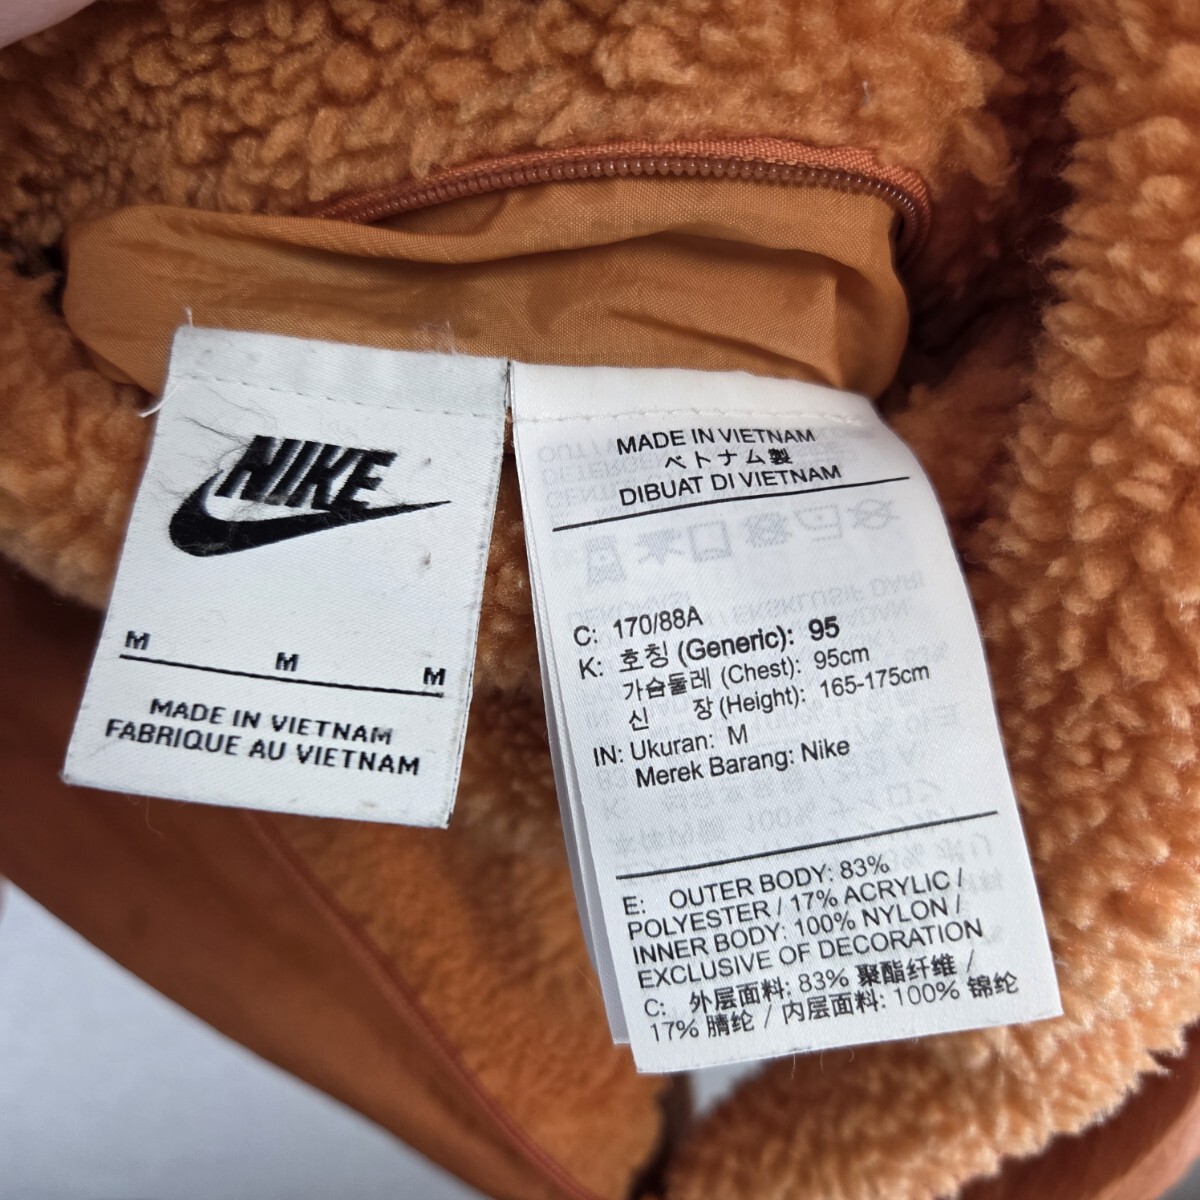 NIKE
M M M
MADE IN VIETNAM
FABRIQUE AU VIETNAM
MADE IN VIETNAM
ベトナム製
DIBUAT DI VIETNAM
C: 170/88A
K: 호칭 (Generic): 95
가슴둘레 (Chest): 95cm
신 장 (Height): 165-175cm
IN: Ukuran: M
Merek Barang: Nike
E: OUTER BODY: 83%
POLYESTER / 17% ACRYLIC /
INNER BODY: 100% NYLON /
EXCLUSIVE OF DECORATION
C: 外层面料: 83% 聚酯纤维 /
17% 腈纶 / 内层面料: 100% 锦纶